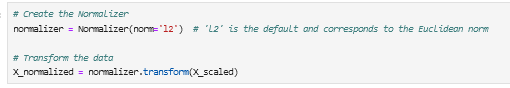 # Create the Normalizer
normalizer = Normalizer(norm='l2')  # 'l2' is the default and corresponds to the Euclidean norm
# Transform the data
X_normalized = normalizer.transform(X_scaled)